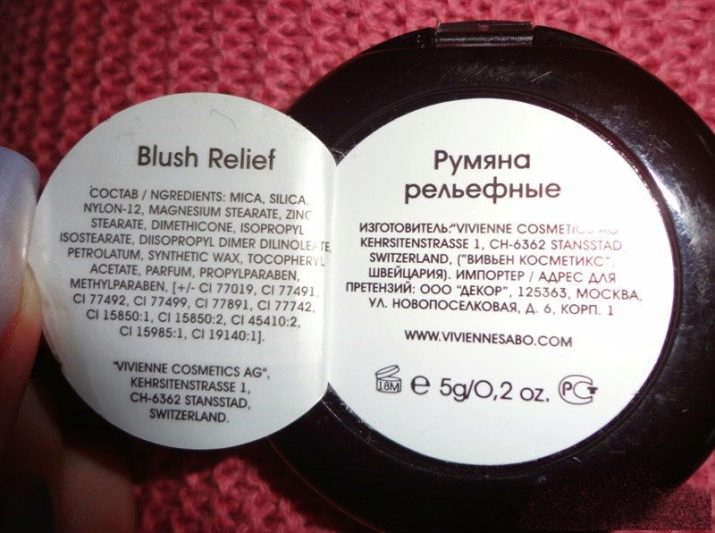 Blush Relief
СОСТАВ / NGREDIENTS: MICA, SILICA,
NYLON-12, MAGNESIUM STEARATE, ZINC
STEARATE, DIMETHICONE, ISOPROPYL
ISOSTEARATE, DIISOPROPYL DIMER DILINOLEATE,
PETROLATUM, SYNTHETIC WAX, TOCOPHERYL
ACETATE, PARFUM, PROPYLPARABEN,
METHYLPARABEN, [+/- CI 77019, CI 77491,
CI 77492, CI 77499, CI 77891, CI 77742,
CI 15850:1, CI 15850:2, CI 45410:2,
CI 15985:1, CI 19140:1].
"VIVIENNE COSMETICS AG",
KEHRSITENSTRASSE 1,
CH-6362 STANSSTAD,
SWITZERLAND.
Румяна
рельефные
ИЗГОТОВИТЕЛЬ:"VIVIENNE COSMETICS AG
KEHRSITENSTRASSE 1, CH-6362 STANSSTAD,
SWITZERLAND, ("ВИВЬЕН КОСМЕТИКС",
ШВЕЙЦАРИЯ). ИМПОРТЕР / АДРЕС ДЛЯ
ПРЕТЕНЗИЙ: ООО "ДЕКОР", 125363, МОСКВА,
УЛ. НОВОПОСЕЛКОВАЯ, Д. 6, КОРП. 1
WWW.VIVIENNESABO.COM
18M e 5g/0,2 oz. РСТ